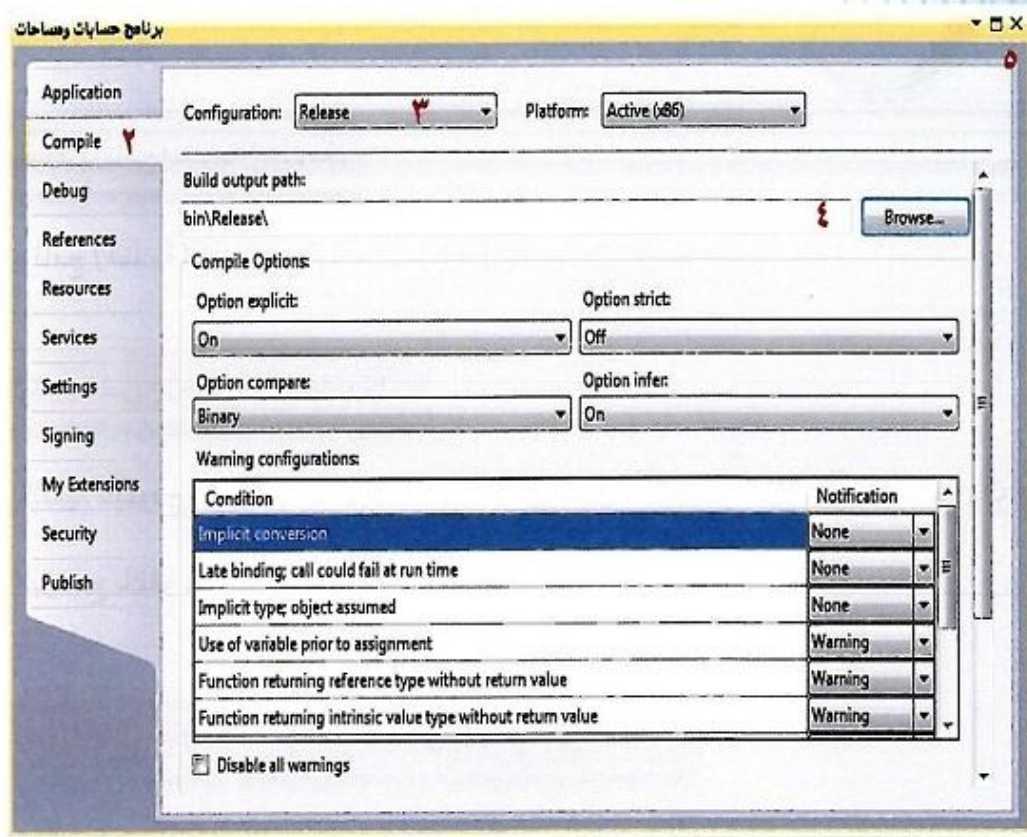 برنامج حسابات ومساحات
٥
Application
Compile ٢
Debug
References
Resources
Services
Settings
Signing
My Extensions
Security
Publish
Configuration: Release ٣ Platform: Active (x86)
Build output path:
bin\Release\ ٤ Browse...
Compile Options:
Option explicit: Option strict:
On Off
Option compare: Option infer:
Binary On
Warning configurations:
Condition Notification
Implicit conversion None
Late binding; call could fail at run time None
Implicit type; object assumed None
Use of variable prior to assignment Warning
Function returning reference type without return value Warning
Function returning intrinsic value type without return value Warning
Disable all warnings